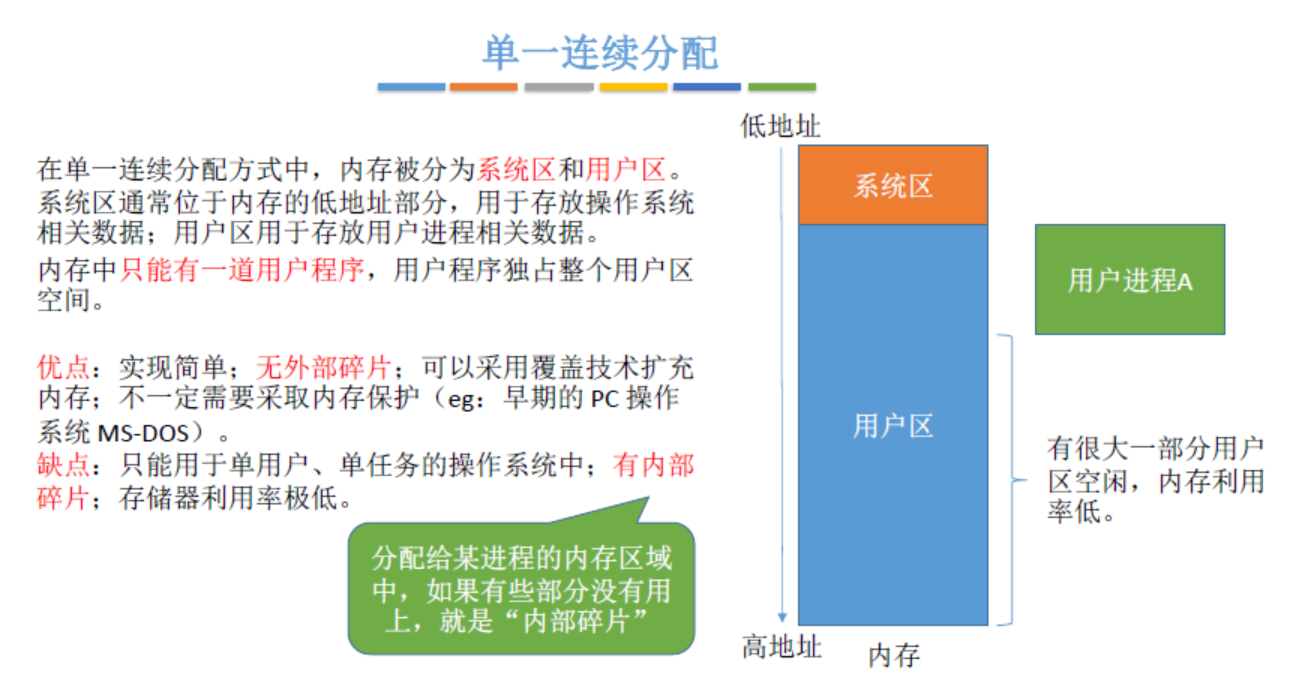 单一连续分配
在单一连续分配方式中，内存被分为系统区和用户区。
系统区通常位于内存的低地址部分，用于存放操作系统
相关数据；用户区用于存放用户进程相关数据。
内存中只能有一道用户程序，用户程序独占整个用户区
空间。
优点：实现简单；无外部碎片；可以采用覆盖技术扩充
内存；不一定需要采取内存保护（eg：早期的 PC 操作
系统 MS-DOS）。
缺点：只能用于单用户、单任务的操作系统中；有内部
碎片；存储器利用率极低。
分配给某进程的内存区域
中，如果有些部分没有用
上，就是“内部碎片”
低地址
系统区
用户区
高地址
内存
用户进程A
有很大一部分用户
区空闲，内存利用
率低。